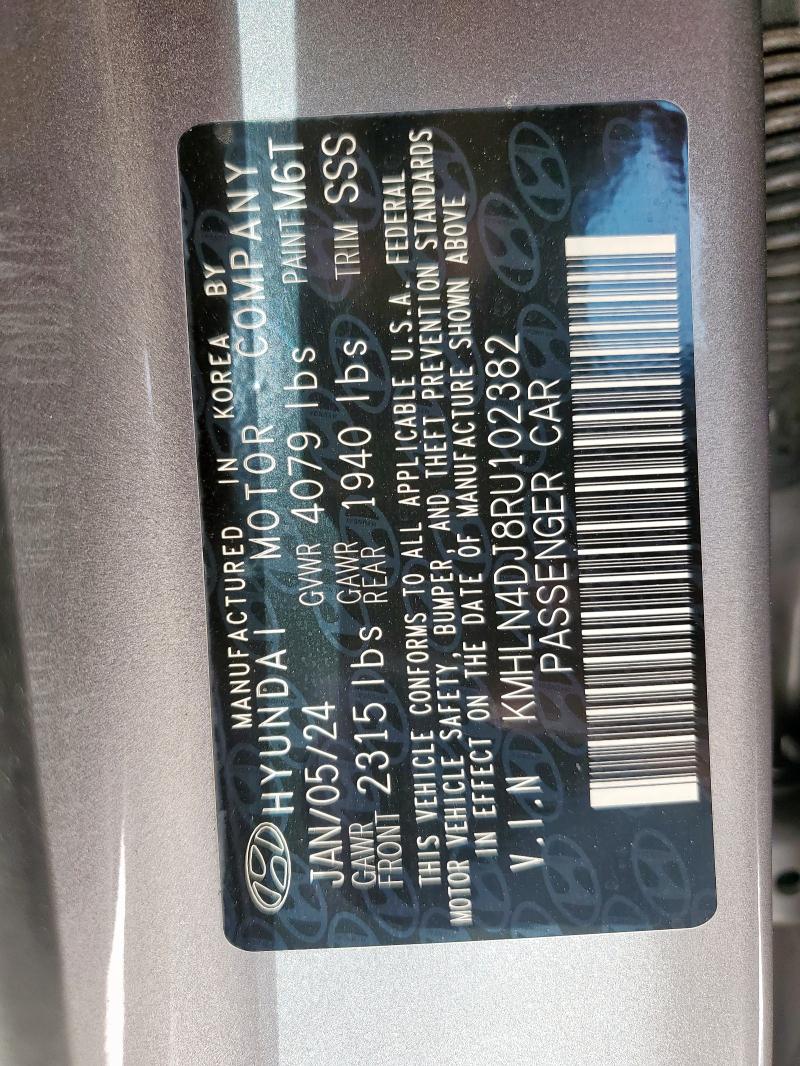 MANUFACTURED IN KOREA BY
HYUNDAI MOTOR COMPANY
JAN/05/24 GVWR 4079 lbs PAINT M6T
GAWR FRONT 2315 lbs GAWR REAR 1940 lbs TRIM SSS
THIS VEHICLE CONFORMS TO ALL APPLICABLE U.S.A. FEDERAL
MOTOR VEHICLE SAFETY, BUMPER, AND THEFT PREVENTION STANDARDS
IN EFFECT ON THE DATE OF MANUFACTURE SHOWN ABOVE
V.I.N KMHLN4DJ8RU102382
PASSENGER CAR